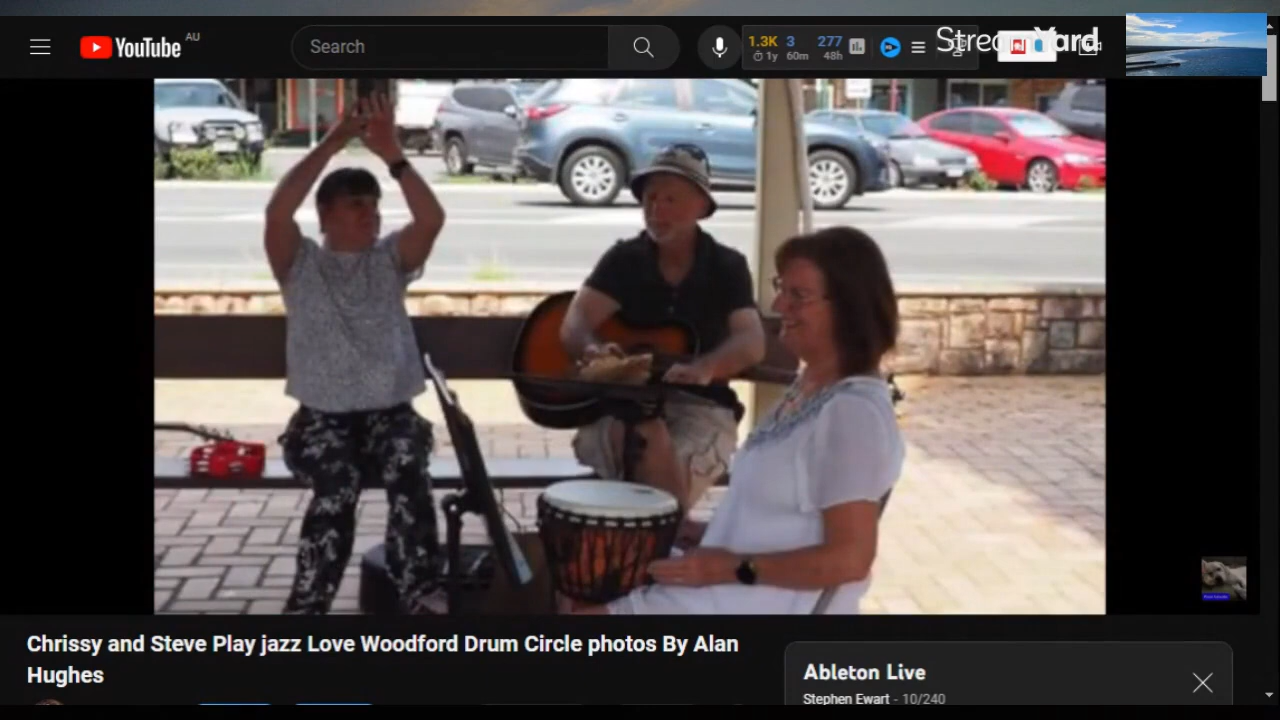 YouTube AU
Search
1.3K 3 277
1y 60m 48h
StreamYard
Chrissy and Steve Play jazz Love Woodford Drum Circle photos By Alan
Hughes
Ableton Live
Stephen Ewart - 10/240